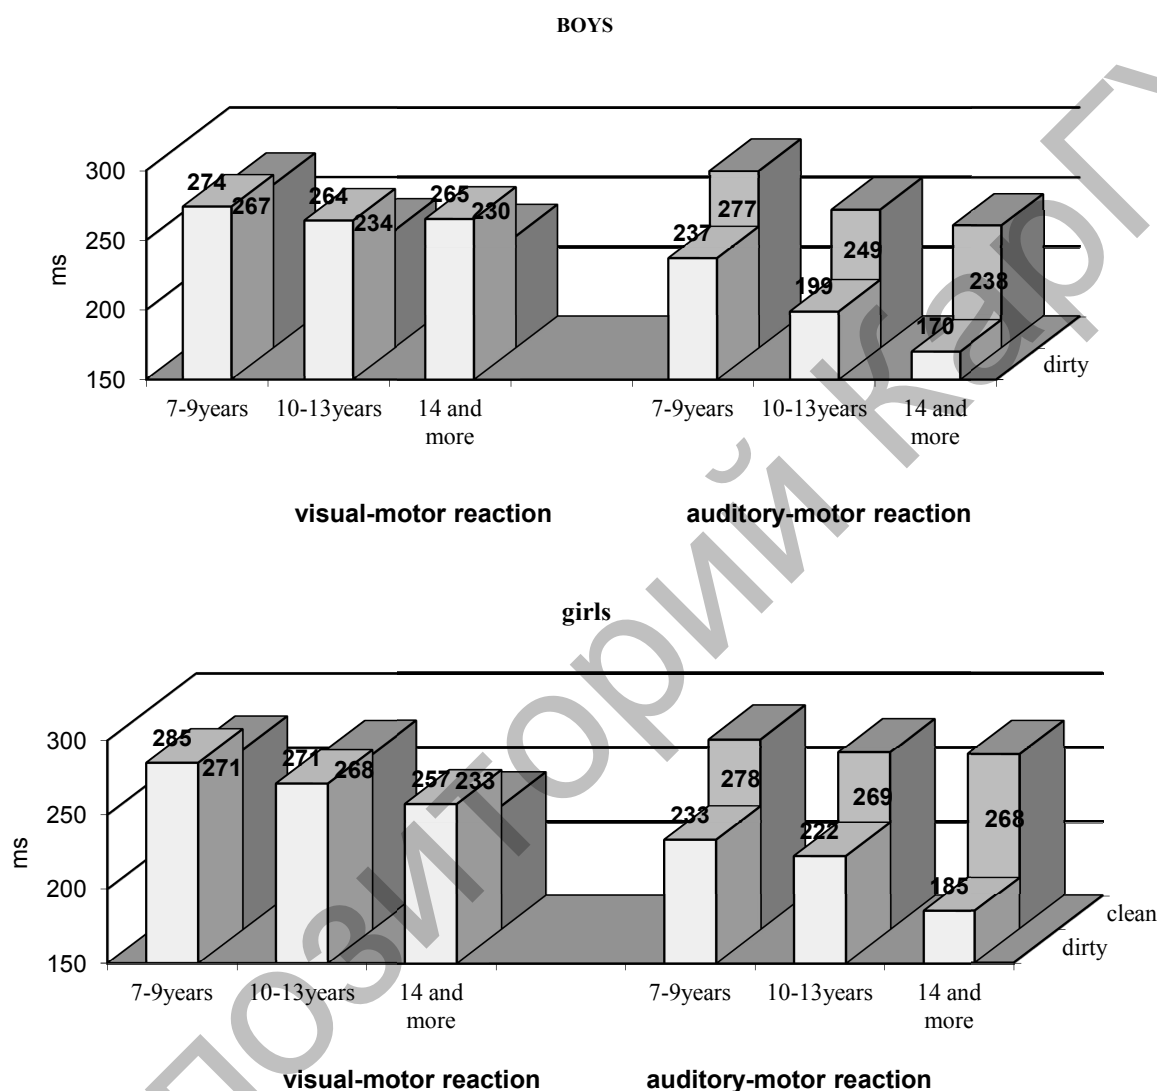 BOYS
300
250
200
150
ms
274
267
264
234
265
230
237
277
199
249
170
238
dirty
7-9years 10-13years 14 and more 7-9years 10-13years 14 and more
visual-motor reaction auditory-motor reaction
girls
300
250
200
150
ms
285
271
271
268
257
233
233
278
222
269
185
268
clean
dirty
7-9years 10-13years 14 and more 7-9years 10-13years 14 and more
visual-motor reaction auditory-motor reaction
позиторий КарГУ